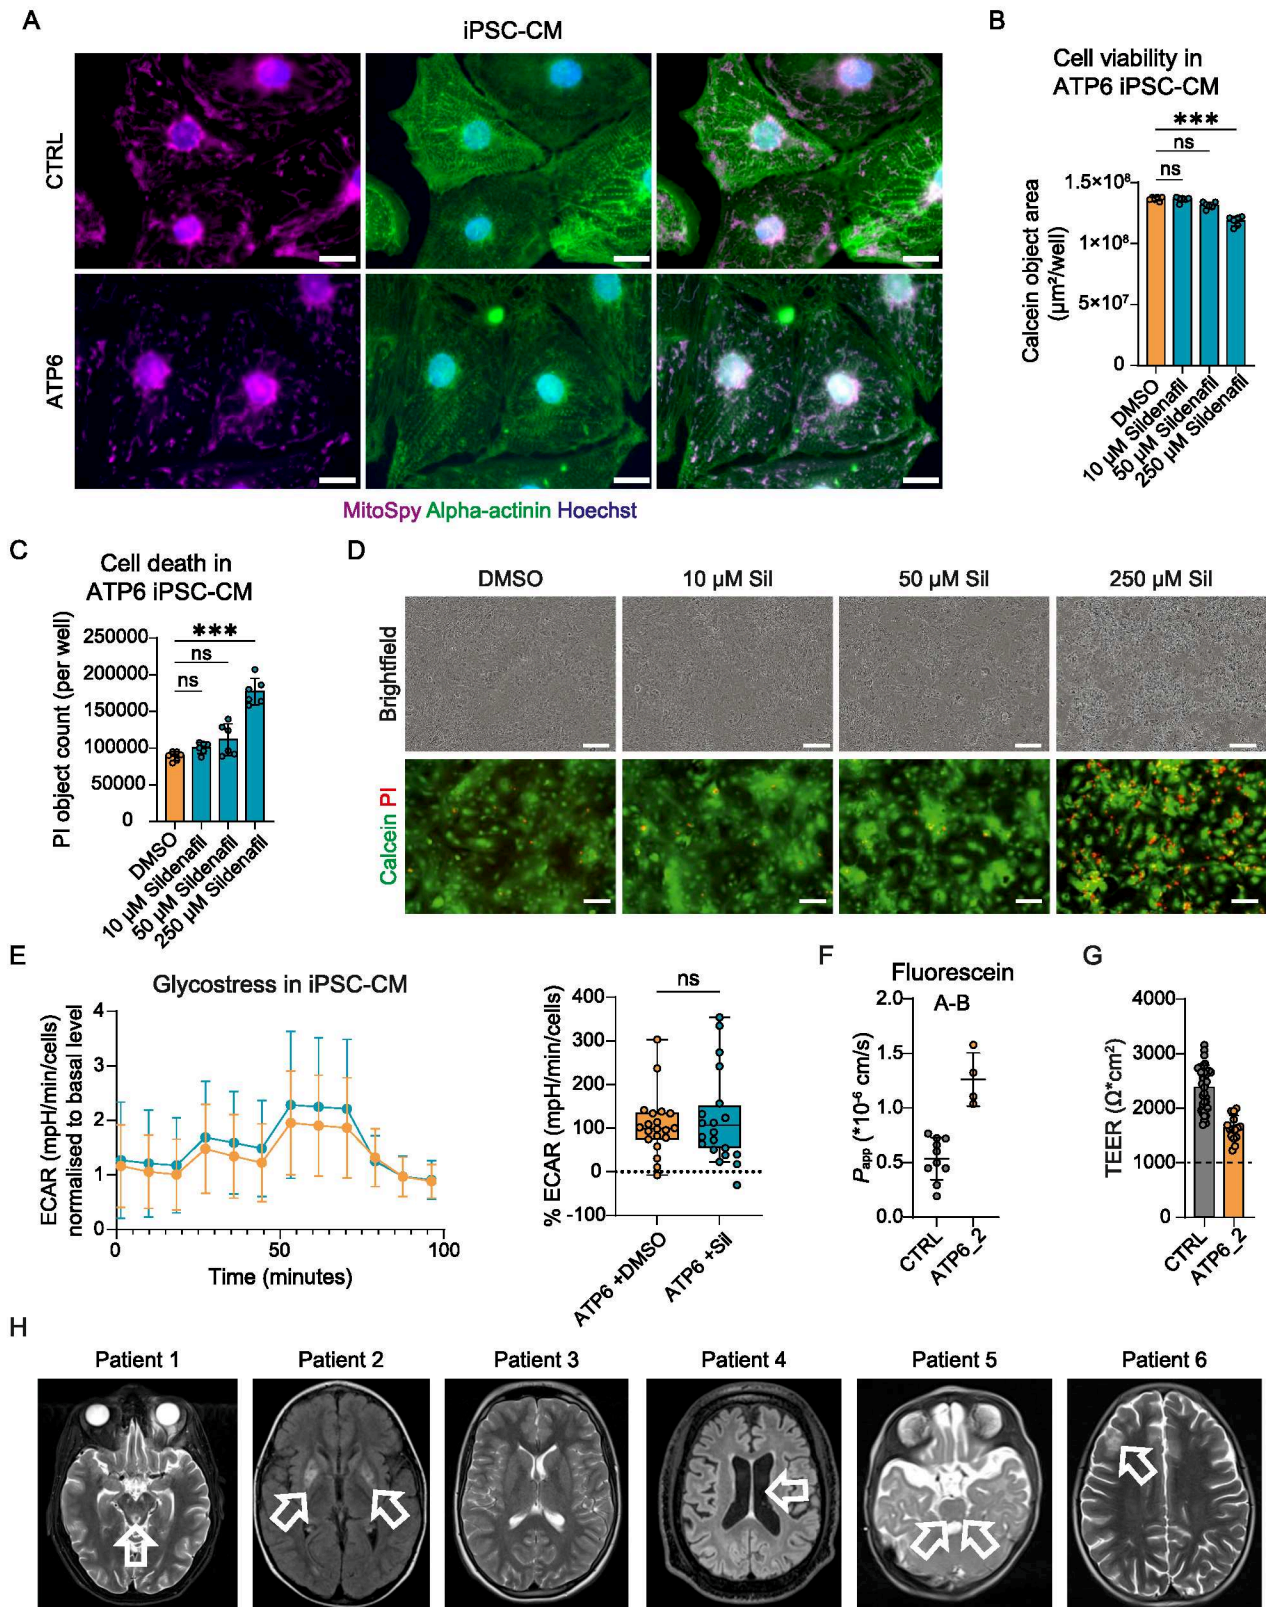 A
iPSC-CM
CTRL
ATP6
MitoSpy Alpha-actinin Hoechst
B
Cell viability in
ATP6 iPSC-CM
***
ns
ns
Calcein object area
(µm²/well)
1.5×10⁸
1×10⁸
5×10⁷
0
DMSO
10 µM Sildenafil
50 µM Sildenafil
250 µM Sildenafil
C
Cell death in
ATP6 iPSC-CM
PI object count (per well)
250000
200000
150000
100000
50000
0
***
ns
ns
DMSO
10 µM Sildenafil
50 µM Sildenafil
250 µM Sildenafil
D
DMSO
10 µM Sil
50 µM Sil
250 µM Sil
Brightfield
Calcein PI
E
Glycostress in iPSC-CM
ECAR (mpH/min/cells)
normalised to basal level
4
3
2
1
0
0
50
100
Time (minutes)
ns
% ECAR (mpH/min/cells)
400
300
200
100
0
-100
ATP6 +DMSO
ATP6 +Sil
F
Fluorescein
A-B
Papp (*10⁻⁶ cm/s)
2.0
1.5
1.0
0.5
0.0
CTRL
ATP6_2
G
TEER (Ω*cm²)
4000
3000
2000
1000
0
CTRL
ATP6_2
H
Patient 1
Patient 2
Patient 3
Patient 4
Patient 5
Patient 6